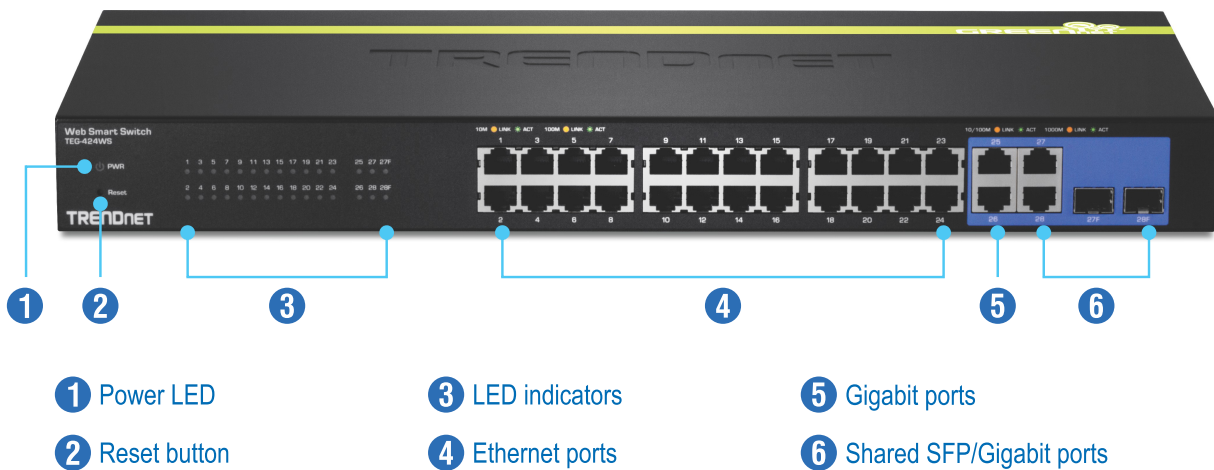 GREENnet
TRENDNET
Web Smart Switch
TEG-424WS
PWR
Reset
TRENDNET
1 3 5 7 9 11 13 15 17 19 21 23 25 27 27F
2 4 6 8 10 12 14 16 18 20 22 24 26 28 28F
10M LINK ACT 100M LINK ACT
10/100M LINK ACT 1000M LINK ACT
1 3 5 7 9 11 13 15 17 19 21 23 25 27
2 4 6 8 10 12 14 16 18 20 22 24 26 28 27F 28F
1 2 3 4 5 6
1 Power LED
2 Reset button
3 LED indicators
4 Ethernet ports
5 Gigabit ports
6 Shared SFP/Gigabit ports